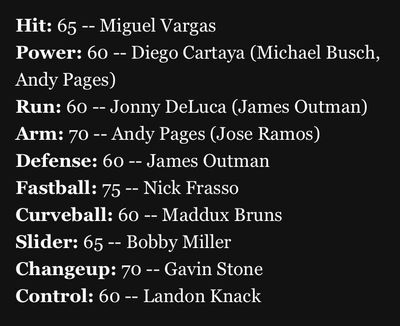 Hit: 65 -- Miguel Vargas
Power: 60 -- Diego Cartaya (Michael Busch,
Andy Pages)
Run: 60 -- Jonny DeLuca (James Outman)
Arm: 70 -- Andy Pages (Jose Ramos)
Defense: 60 -- James Outman
Fastball: 75 -- Nick Frasso
Curveball: 60 -- Maddux Bruns
Slider: 65 -- Bobby Miller
Changeup: 70 -- Gavin Stone
Control: 60 -- Landon Knack